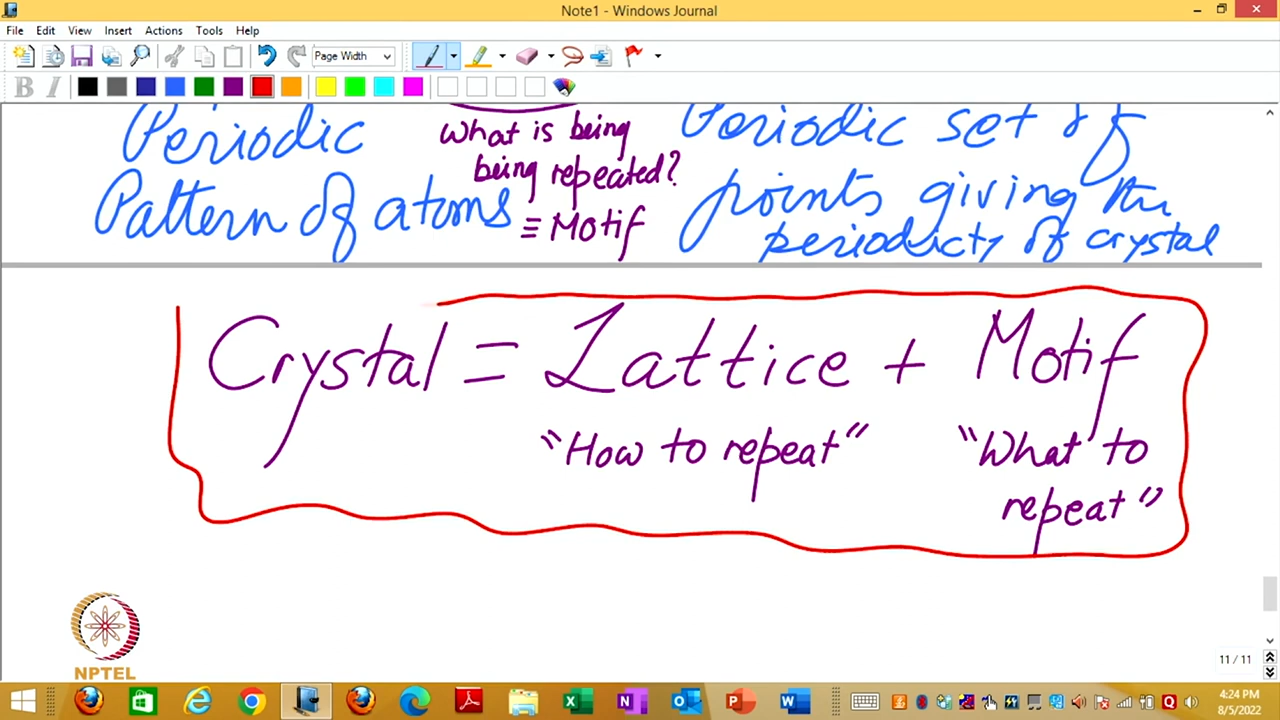 Note1 - Windows Journal
File Edit View Insert Actions Tools Help
Page Width
B I
Periodic
Pattern of atoms
What is being
being repeated?
≡ Motif
Periodic set of
points giving the
periodicty of crystal
Crystal = Lattice + Motif
"How to repeat"
"What to
repeat"
NPTEL
11 / 11
4:24 PM
8/5/2022